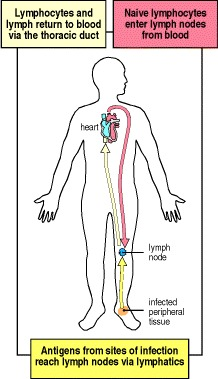 Lymphocytes and
lymph return to blood
via the thoracic duct
Naive lymphocytes
enter lymph nodes
from blood
heart
lymph
node
infected
peripheral
tissue
Antigens from sites of infection
reach lymph nodes via lymphatics